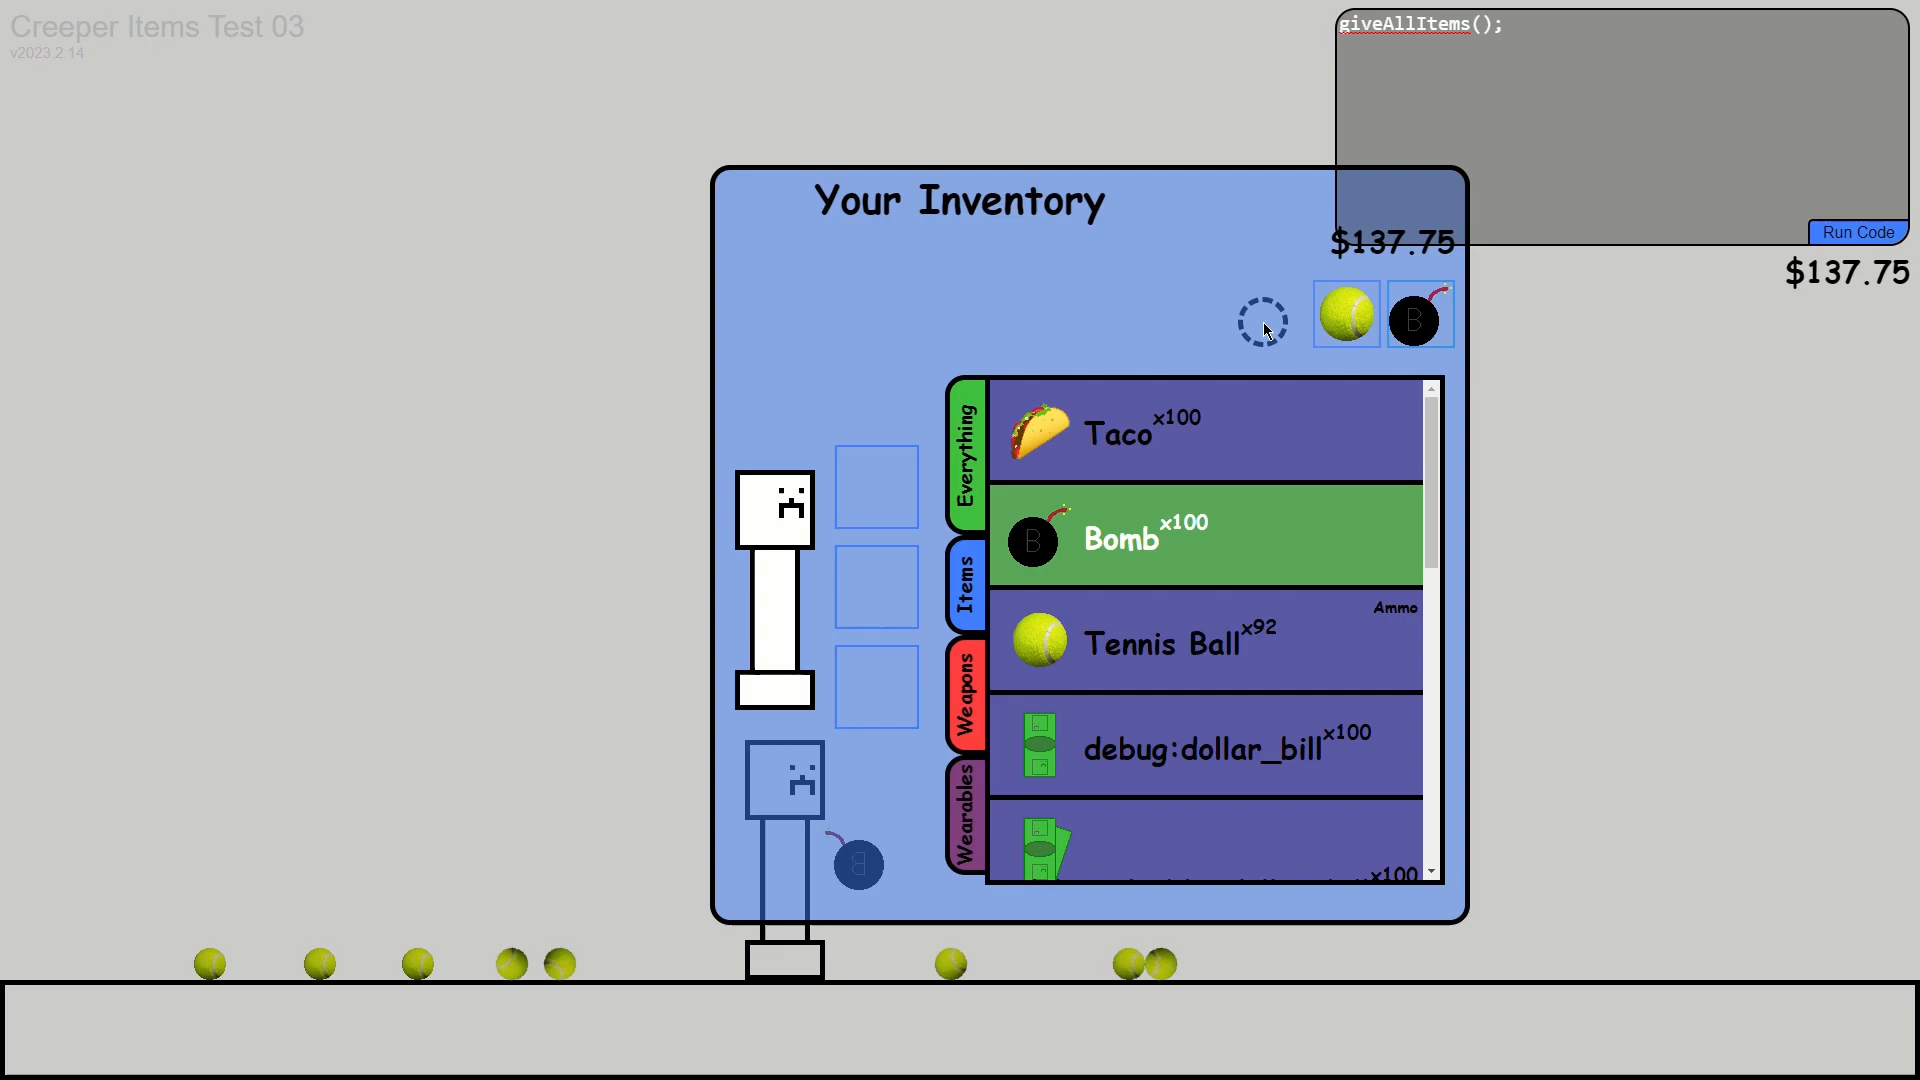 Creeper Items Test 03
v2023.2.14
giveAllItems();
Run Code
$137.75
Your Inventory
$137.75
B
Everything
Items
Weapons
Wearables
Taco x100
B
Bomb x100
Ammo
Tennis Ball x92
debug:dollar_bill x100
x100
B